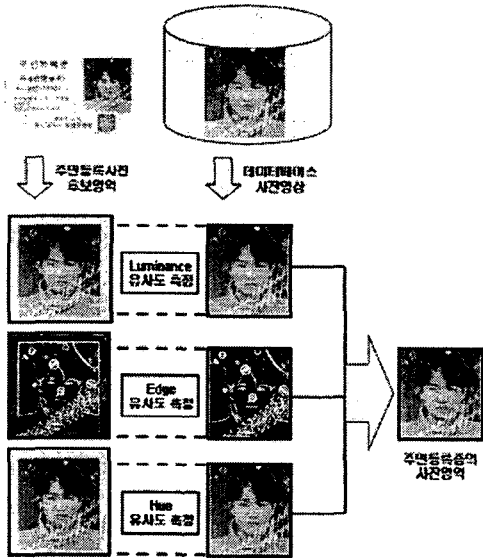 주민등록사진
후보영역
데이터베이스
사진영상
Luminance
유사도 측정
Edge
유사도 측정
Hue
유사도 측정
주민등록증의
사진영역